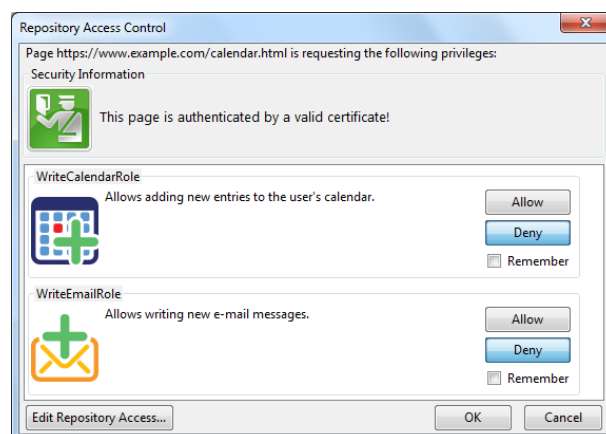 Repository Access Control
Page https://www.example.com/calendar.html is requesting the following privileges:
Security Information
This page is authenticated by a valid certificate!
WriteCalendarRole
Allows adding new entries to the user's calendar.
Allow
Deny
Remember
WriteEmailRole
Allows writing new e-mail messages.
Allow
Deny
Remember
Edit Repository Access... OK Cancel